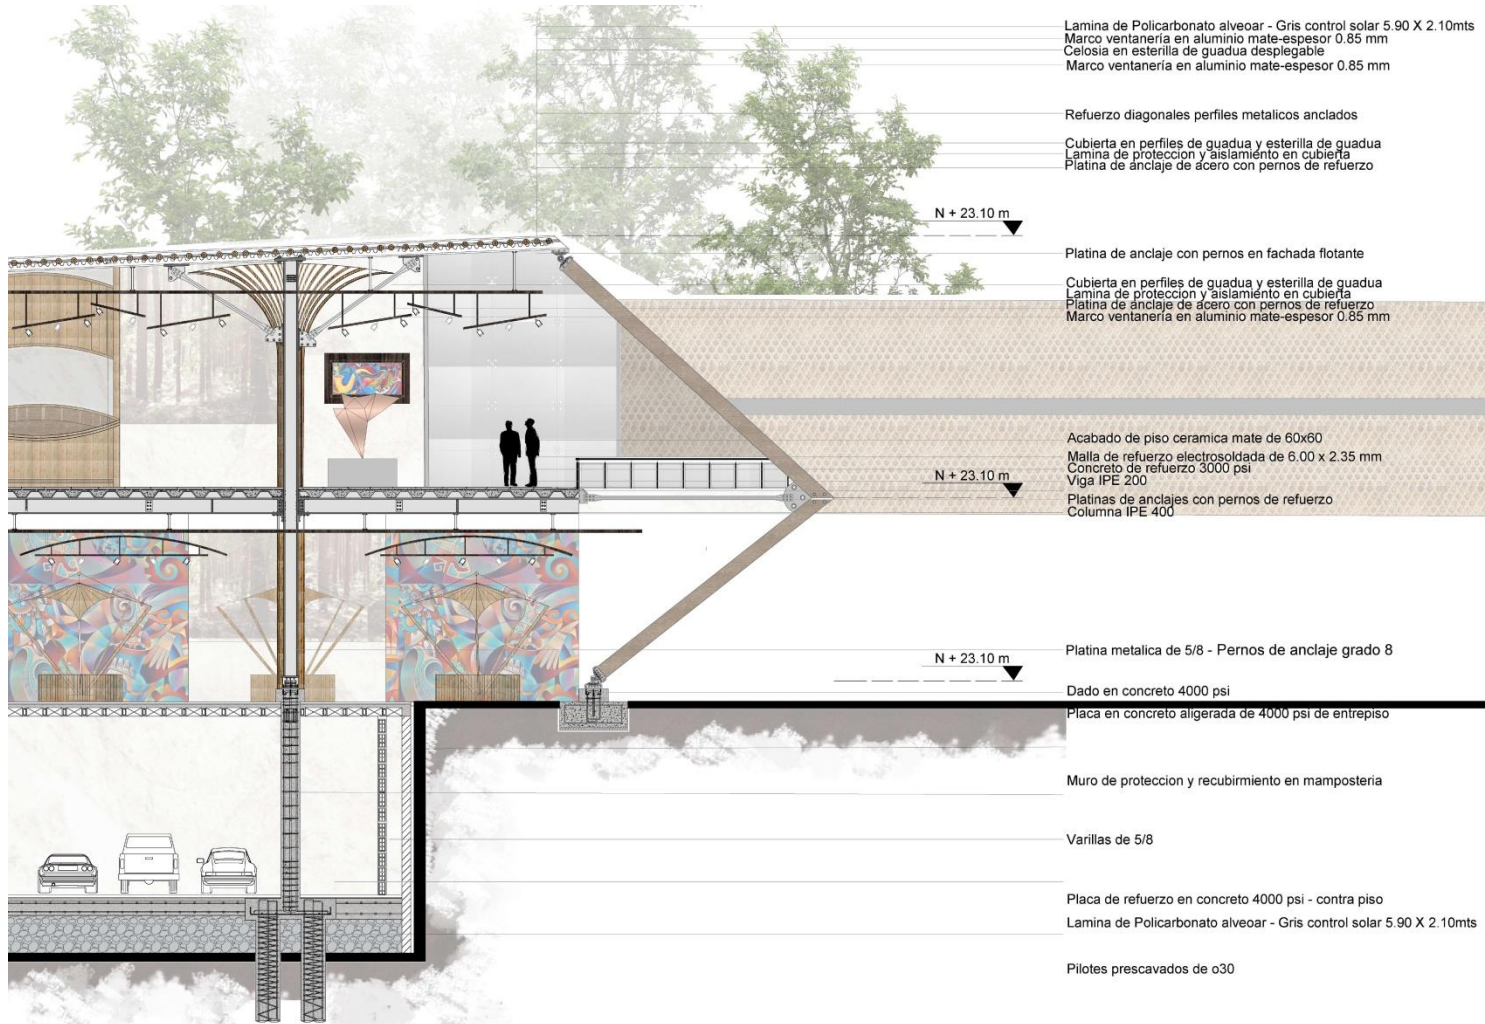 Lamina de Policarbonato alveoar - Gris control solar 5.90 X 2.10mts
Marco ventanería en aluminio mate-espesor 0.85 mm
Celosia en esterilla de guadua desplegable
Marco ventanería en aluminio mate-espesor 0.85 mm
Refuerzo diagonales perfiles metalicos anclados
Cubierta en perfiles de guadua y esterilla de guadua
Lamina de proteccion y aislamiento en cubierta
Platina de anclaje de acero con pernos de refuerzo
N + 23.10 m
Platina de anclaje con pernos en fachada flotante
Cubierta en perfiles de guadua y esterilla de guadua
Lamina de proteccion y aislamiento en cubierta
Platina de anclaje de acero con pernos de refuerzo
Marco ventanería en aluminio mate-espesor 0.85 mm
Acabado de piso ceramica mate de 60x60
Malla de refuerzo electrosoldada de 6.00 x 2.35 mm
Concreto de refuerzo 3000 psi
N + 23.10 m
Viga IPE 200
Platinas de anclajes con pernos de refuerzo
Columna IPE 400
Platina metalica de 5/8 - Pernos de anclaje grado 8
N + 23.10 m
Dado en concreto 4000 psi
Placa en concreto aligerada de 4000 psi de entrepiso
Muro de proteccion y recubirmiento en mamposteria
Varillas de 5/8
Placa de refuerzo en concreto 4000 psi - contra piso
Lamina de Policarbonato alveoar - Gris control solar 5.90 X 2.10mts
Pilotes prescavados de o30